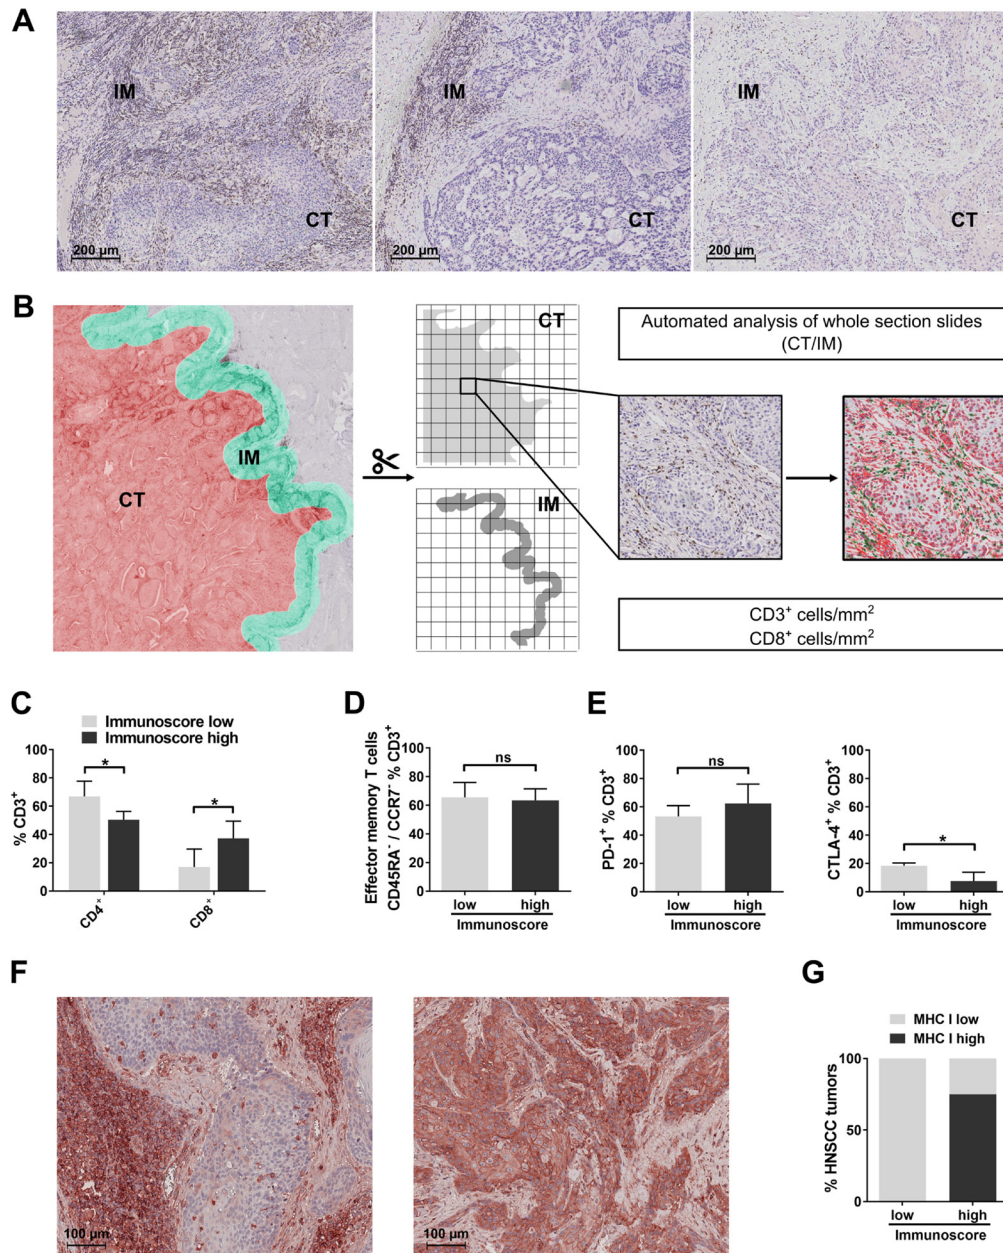 A
IM
CT
200 µm
IM
CT
200 µm
IM
CT
200 µm
B
CT
IM
CT
IM
Automated analysis of whole section slides
(CT/IM)
CD3⁺ cells/mm²
CD8⁺ cells/mm²
C
Immunoscore low
Immunoscore high
% CD3⁺
100
80
60
40
20
0
*
*
CD4⁺
CD8⁺
D
Effector memory T cells
CD45RA⁻ / CCR7⁻ % CD3⁺
100
80
60
40
20
0
ns
low
high
Immunoscore
E
PD-1⁺ % CD3⁺
100
80
60
40
20
0
ns
low
high
Immunoscore
CTLA-4⁺ % CD3⁺
100
80
60
40
20
0
*
low
high
Immunoscore
F
100 µm
100 µm
G
MHC I low
MHC I high
% HNSCC tumors
100
50
0
low
high
Immunoscore